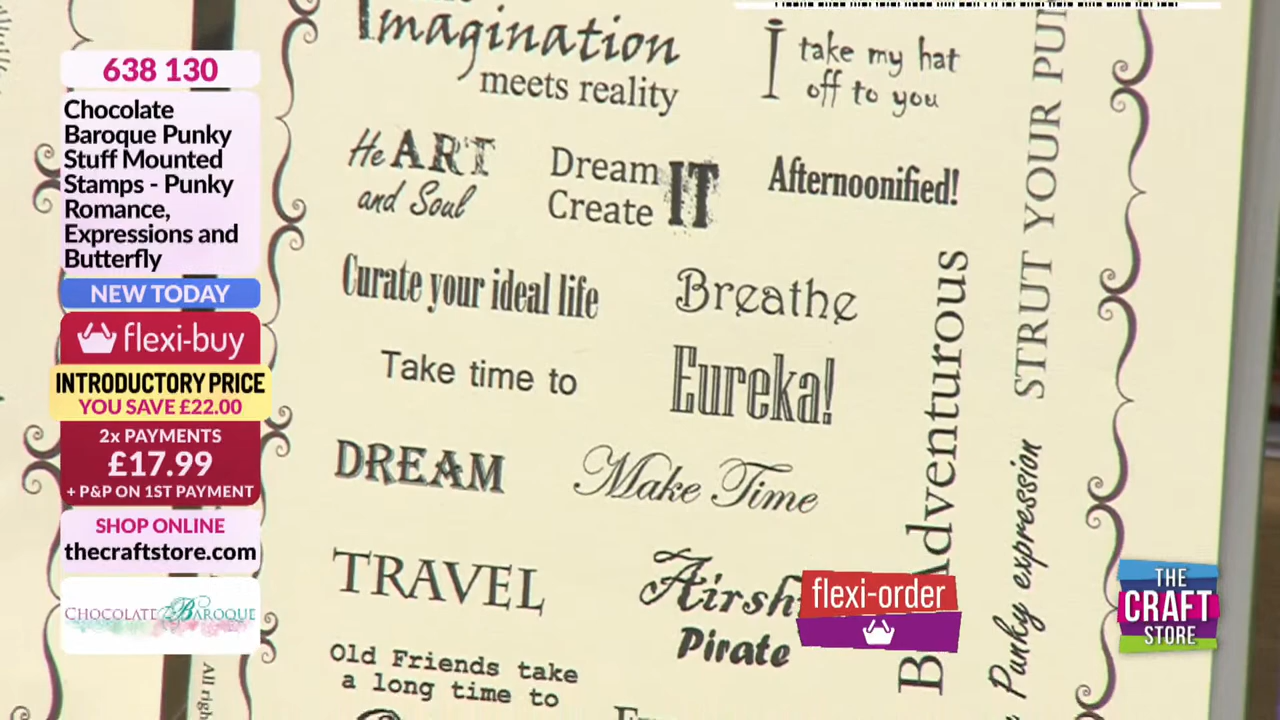 638 130
Chocolate
Baroque Punky
Stuff Mounted
Stamps - Punky
Romance,
Expressions and
Butterfly
NEW TODAY
flexi-buy
INTRODUCTORY PRICE
YOU SAVE £22.00
2x PAYMENTS
£17.99
+ P&P ON 1ST PAYMENT
SHOP ONLINE
thecraftstore.com
CHOCOLATE BAROQUE
Imagination
meets reality
I take my hat
off to you
HeART
and Soul
Dream IT
Create
Afternoonified!
Curate your ideal life
Breathe
Take time to
Eureka!
DREAM
Make Time
TRAVEL
Airsh
Pirate
Old Friends take
a long time to
Adventurous
STRUT YOUR PU
Punky expression
All righ
flexi-order
THE
CRAFT
STORE